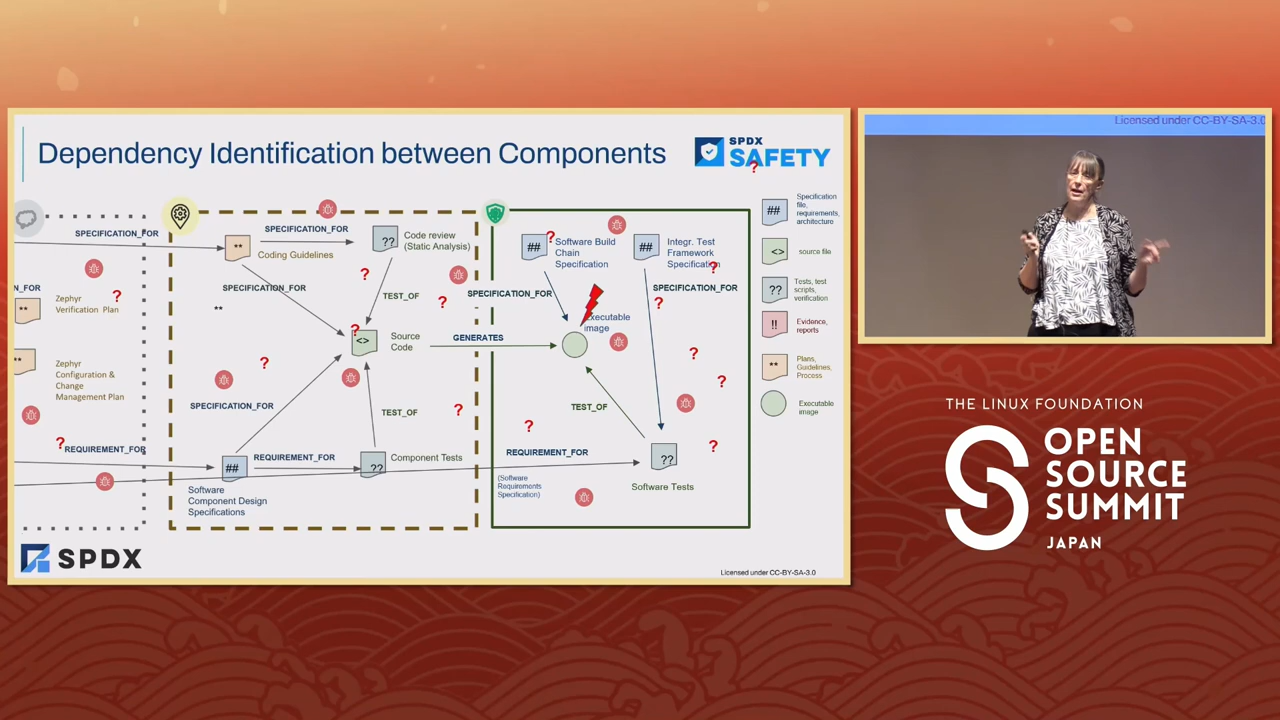 Dependency Identification between Components
SPDX
SAFETY
?
Licensed under CC-BY-SA-3.0
SPECIFICATION_FOR
N_FOR
**
Zephyr
Verification Plan
?
**
Zephyr
Configuration &
Change
Management Plan
?
REQUIREMENT_FOR
**
Coding Guidelines
SPECIFICATION_FOR
??
Code review
(Static Analysis)
?
SPECIFICATION_FOR
**
TEST_OF
?
?
<>
Source
Code
?
GENERATES
SPECIFICATION_FOR
TEST_OF
?
##
Software
Component Design
Specifications
REQUIREMENT_FOR
??
Component Tests
##
?
Software Build
Chain
Specification
##
Integr. Test
Framework
Specification
?
SPECIFICATION_FOR
SPECIFICATION_FOR
?
Executable
image
?
?
TEST_OF
?
?
REQUIREMENT_FOR
(Software
Requirements
Specification)
??
Software Tests
##
Specification
file,
requirements,
architecture
<>
source file
??
Tests, test
scripts,
verification
!!
Evidence,
reports
**
Plans,
Guidelines,
Process
Executable
image
SPDX
Licensed under CC-BY-SA-3.0
THE LINUX FOUNDATION
OPEN
SOURCE
SUMMIT
JAPAN